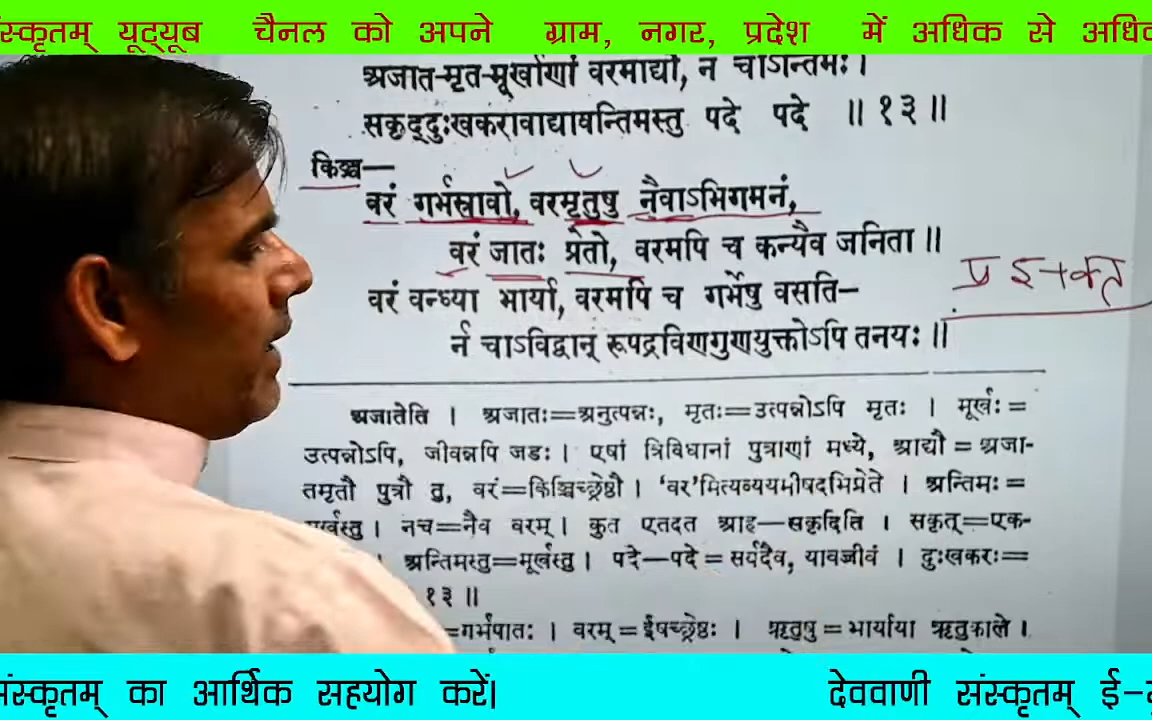 संस्कृतम् यूट्यूब चैनल को अपने ग्राम, नगर, प्रदेश में अधिक से
अजात-मृत-मूर्खाणां वरमाद्यौ, न चाऽन्तिमः।
सकृद्दुःखकरावाद्यावन्तिमस्तु पदे पदे ॥ १३ ॥
किञ्च—
वरं गर्भस्रावो, वरमृतुषु नैवाऽभिगमनं,
वरं जातः प्रेतो, वरमपि च कन्यैव जनिता ॥
वरं वन्ध्या भार्या, वरमपि च गर्भेषु वसति–
र्न चाऽविद्वान् रूपद्रविणगुणयुक्तोऽपि तनयः ॥
अजातेति । अजातः=अनुत्पन्नः, मृतः=उत्पन्नोऽपि मृतः । मूर्खः=
उत्पन्नोऽपि, जीवन्नपि जडः । एषां त्रिविधानां पुत्राणां मध्ये, आद्यौ = अजा-
तमृतौ पुत्रौ तु, वरं=किञ्चिच्छ्रेष्ठौ । 'वर'मित्यव्ययमीषदभिप्रेते । अन्तिमः=
नच=नैव वरम् । कुत एतदत आह—सकृदिति । सकृत्=एक-
अन्तिमस्तु=मूर्खस्तु । पदे—पदे = सर्वदैव, यावज्जीवं । दुःखकरः=
१३ ॥
=गर्भपातः । वरम् = ईषच्छ्रेष्ठः । ऋतुषु = भार्याया ऋतुकाले ।
संस्कृतम् का आर्थिक सहयोग करें। देववाणी संस्कृतम्